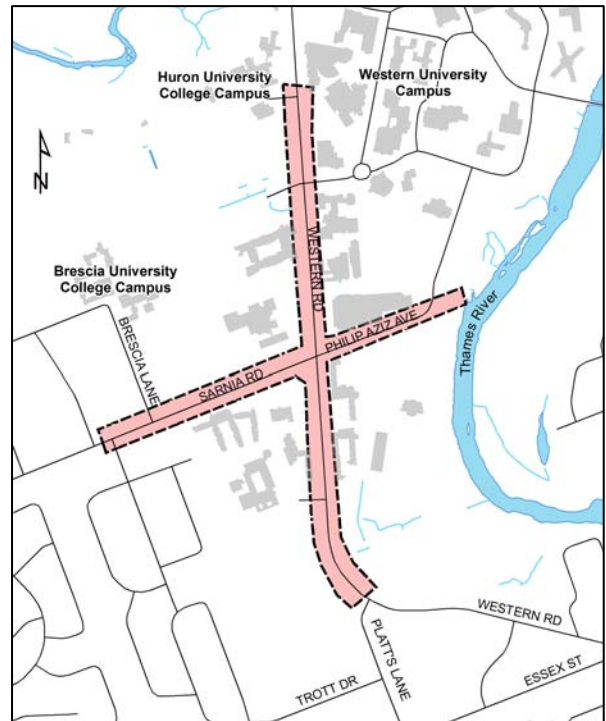 Huron University
College Campus
Western University
Campus
N
WESTERN RD
Brescia University
College Campus
BRESCIA LANE
PHILIP AZIZ AVE
Thames River
SARNIA RD
WESTERN RD
PLATT'S LANE
ESSEX ST
TROTT DR